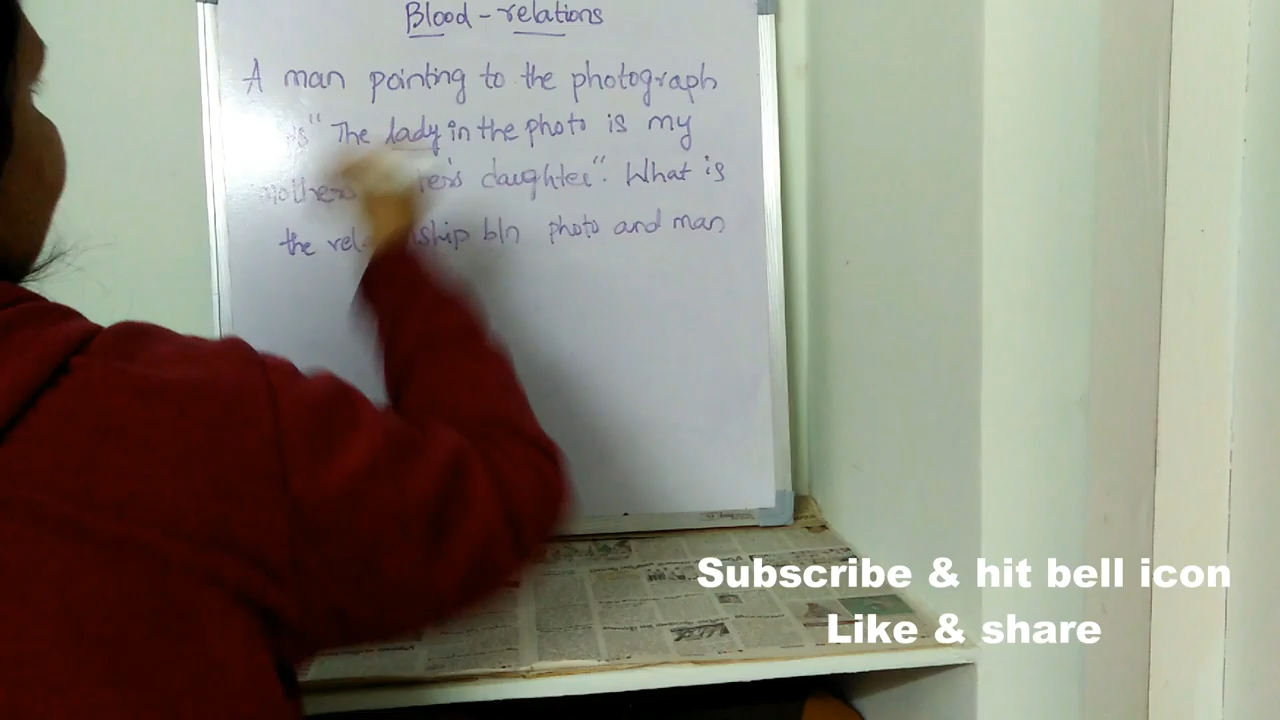 Blood-relations
A man pointing to the photograph
"The lady in the photo is my
mothers daughter". What is
the b/n photo and man
Subscribe & hit bell icon
Like & share